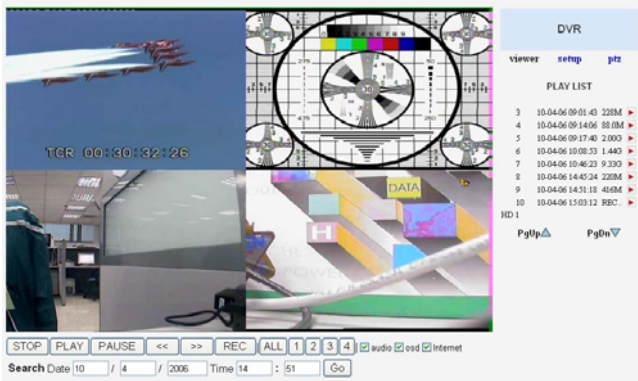 DVR
viewer setup ptz
PLAY LIST
3 10-04-06 09:01:43 228M
4 10-04-06 09:14:06 88.0M
5 10-04-06 09:17:40 2.00G
6 10-04-06 10:08:53 1.44G
7 10-04-06 10:46:23 9.33G
8 10-04-06 14:45:24 220M
9 10-04-06 14:51:18 416M
10 10-04-06 15:03:12 REC..
HD 1
PgUp PgDn
TCR 00:30:32:26
DATA
H
STOP PLAY PAUSE << >> REC ALL 1 2 3 4 audio osd Internet
Search Date 10 / 4 / 2006 Time 14 : 51 Go